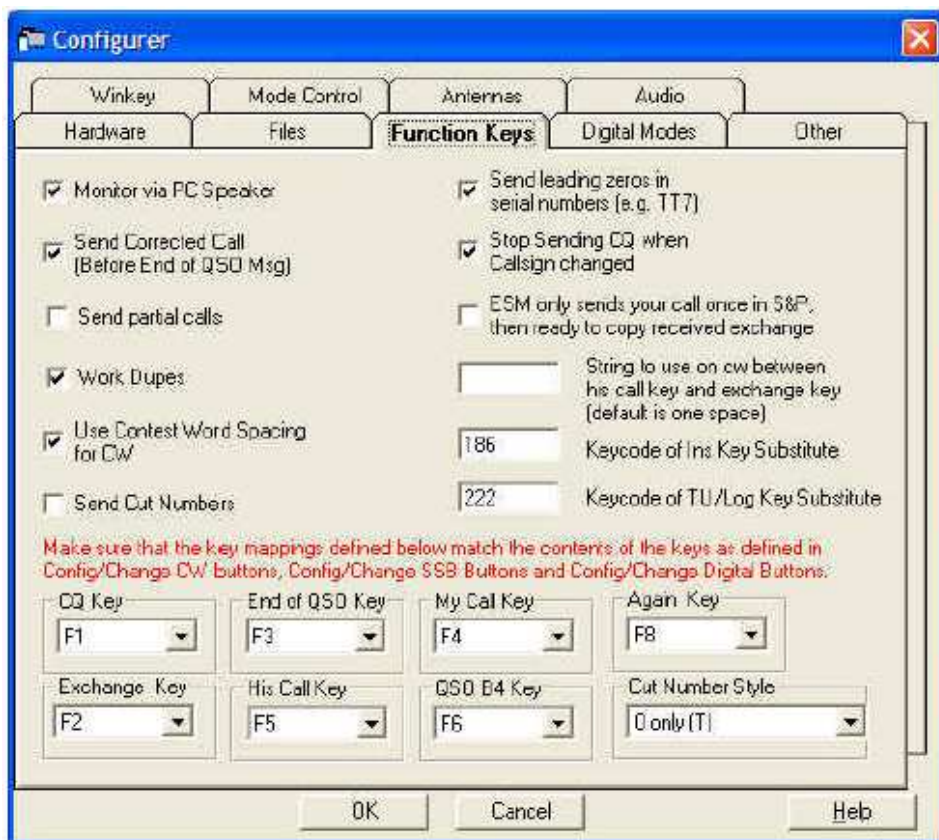 Configurer
Winkey
Mode Control
Antennas
Audio
Hardware
Files
Function Keys
Digital Modes
Other
Monitor via PC Speaker
Send Corrected Call
(Before End of QSO Msg)
Send partial calls
Work Dupes
Use Contest Word Spacing
for CW
Send Cut Numbers
Send leading zeros in
serial numbers (e.g. TT7)
Stop Sending CQ when
Callsign changed
ESM only sends your call once in S&P,
then ready to copy received exchange
String to use on cw between
his call key and exchange key
(default is one space)
186
Keycode of Ins Key Substitute
222
Keycode of TU/Log Key Substitute
Make sure that the key mappings defined below match the contents of the keys as defined in
Config/Change CW buttons, Config/Change SSB Buttons and Config/Change Digital Buttons.
CQ Key
End of QSO Key
My Call Key
Again Key
F1
F3
F4
F8
Exchange Key
His Call Key
QSO B4 Key
Cut Number Style
F2
F5
F6
0 only (T)
OK
Cancel
Help